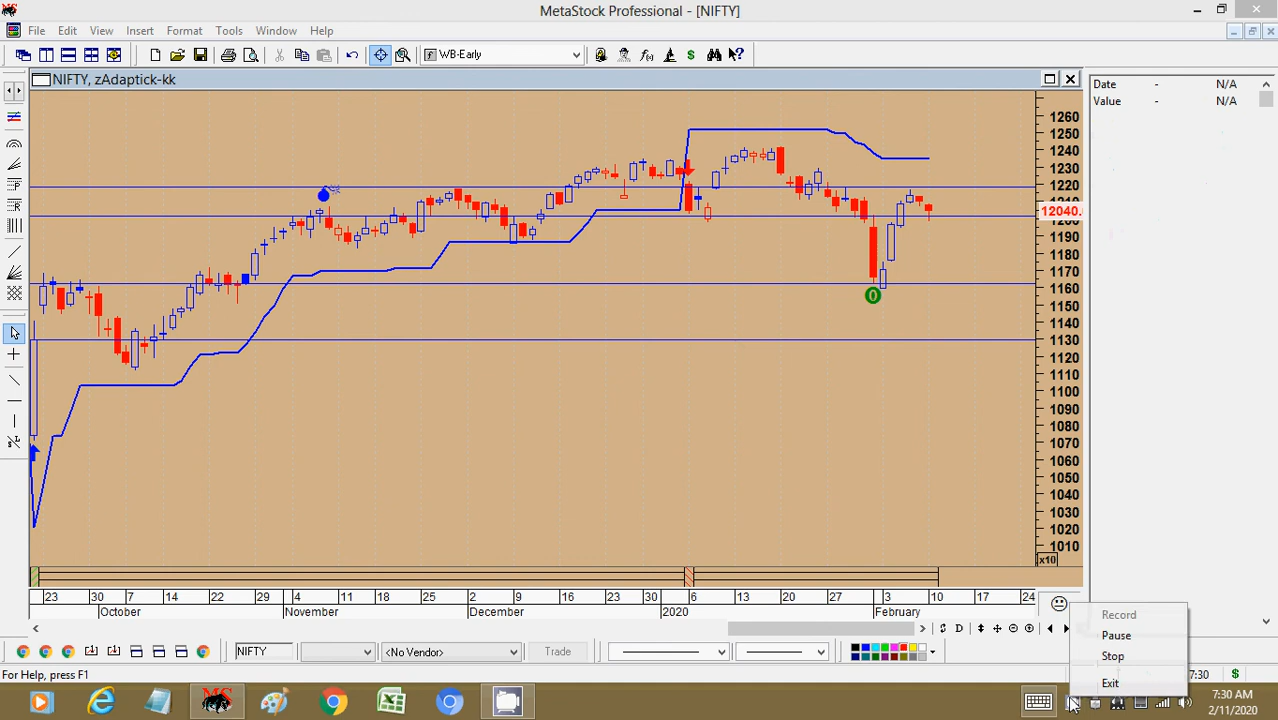 MetaStock Professional - [NIFTY]
File Edit View Insert Format Tools Window Help
WB-Early
NIFTY, zAdaptick-kk
Date - N/A
Value - N/A
1260
1250
1240
1230
1220
1210
12040.
1200
1190
1180
1170
1160
1150
1140
1130
1120
1110
1100
1090
1080
1070
1060
1050
1040
1030
1020
1010
x10
0
23 30 7 14 22 29 4 11 18 25 2 9 16 23 30 6 13 20 27 3 10 17 24
October November December 2020 February
Record
Pause
Stop
Exit
D
NIFTY <No Vendor> Trade
For Help, press F1
7:30 $
MS
7:30 AM
2/11/2020